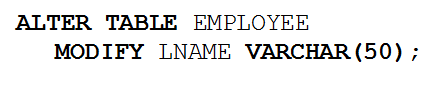 ALTER TABLE EMPLOYEE
MODIFY LNAME VARCHAR(50);